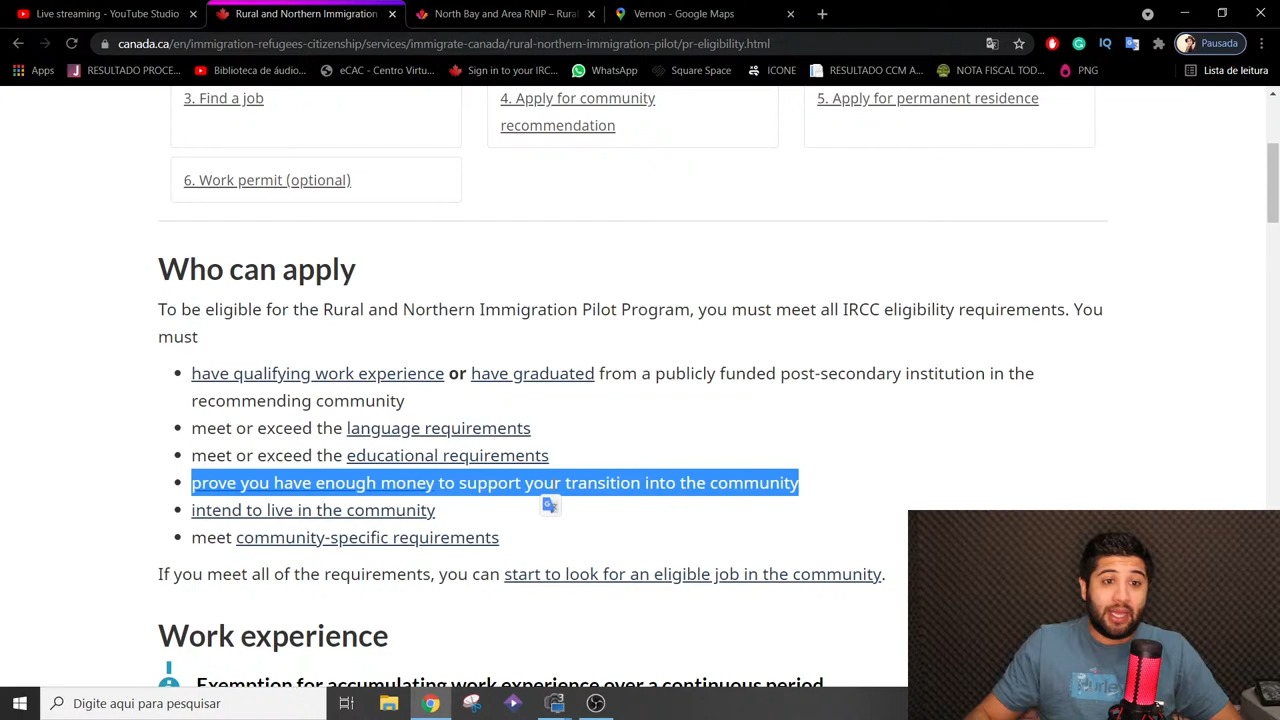 Live streaming - YouTube Studio
Rural and Northern Immigration
North Bay and Area RNIP – Rural
Vernon - Google Maps
canada.ca/en/immigration-refugees-citizenship/services/immigrate-canada/rural-northern-immigration-pilot/pr-eligibility.html
IQ
Pausada
Apps
RESULTADO PROCE...
Biblioteca de áudio...
eCAC - Centro Virtu...
Sign in to your IRC...
WhatsApp
Square Space
ICONE
RESULTADO CCM A...
NOTA FISCAL TOD...
PNG
Lista de leitura
3. Find a job
4. Apply for community
recommendation
5. Apply for permanent residence
6. Work permit (optional)
Who can apply
To be eligible for the Rural and Northern Immigration Pilot Program, you must meet all IRCC eligibility requirements. You
must
have qualifying work experience or have graduated from a publicly funded post-secondary institution in the
recommending community
meet or exceed the language requirements
meet or exceed the educational requirements
prove you have enough money to support your transition into the community
intend to live in the community
meet community-specific requirements
If you meet all of the requirements, you can start to look for an eligible job in the community.
Work experience
Exemption for accumulating work experience over a continuous period
Hurley
Digite aqui para pesquisar